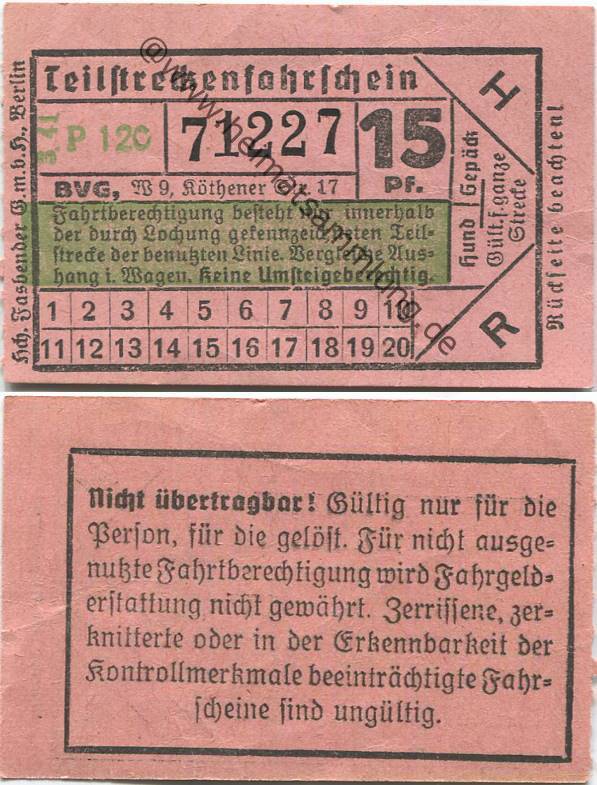 Teilstreckenfahrschein
P 120
71227
15
Pf.
BVG, W 9, Köthener 17
Fahrtberechtigung besteht nur innerhalb
der durch Lochung gekennzeichneten Teil-
strecke der benutzten Linie. Vergleiche Aus-
hang i. Wagen. Keine Umsteigeberechtig.
1 2 3 4 5 6 7 8 9 10
11 12 13 14 15 16 17 18 19 20
H
R
Hund Gepäck
Gült. f. ganze
Strecke
Rückseite beachten!
Hch. Fasbender G.m.b.H., Berlin
@www.heimatsammlung.de
Nicht übertragbar! Gültig nur für die
Person, für die gelöst. Für nicht ausge-
nutzte Fahrtberechtigung wird Fahrgeld-
erstattung nicht gewährt. Zerrissene, zer-
knitterte oder in der Erkennbarkeit der
Kontrollmerkmale beeinträchtigte Fahr-
scheine sind ungültig.